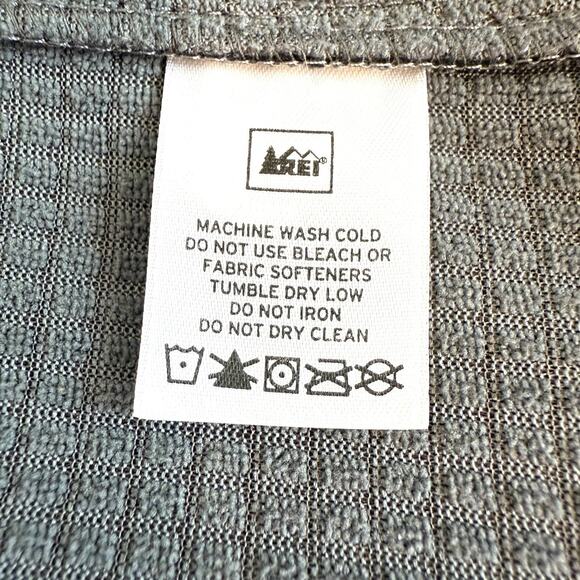 REI®
MACHINE WASH COLD
DO NOT USE BLEACH OR
FABRIC SOFTENERS
TUMBLE DRY LOW
DO NOT IRON
DO NOT DRY CLEAN